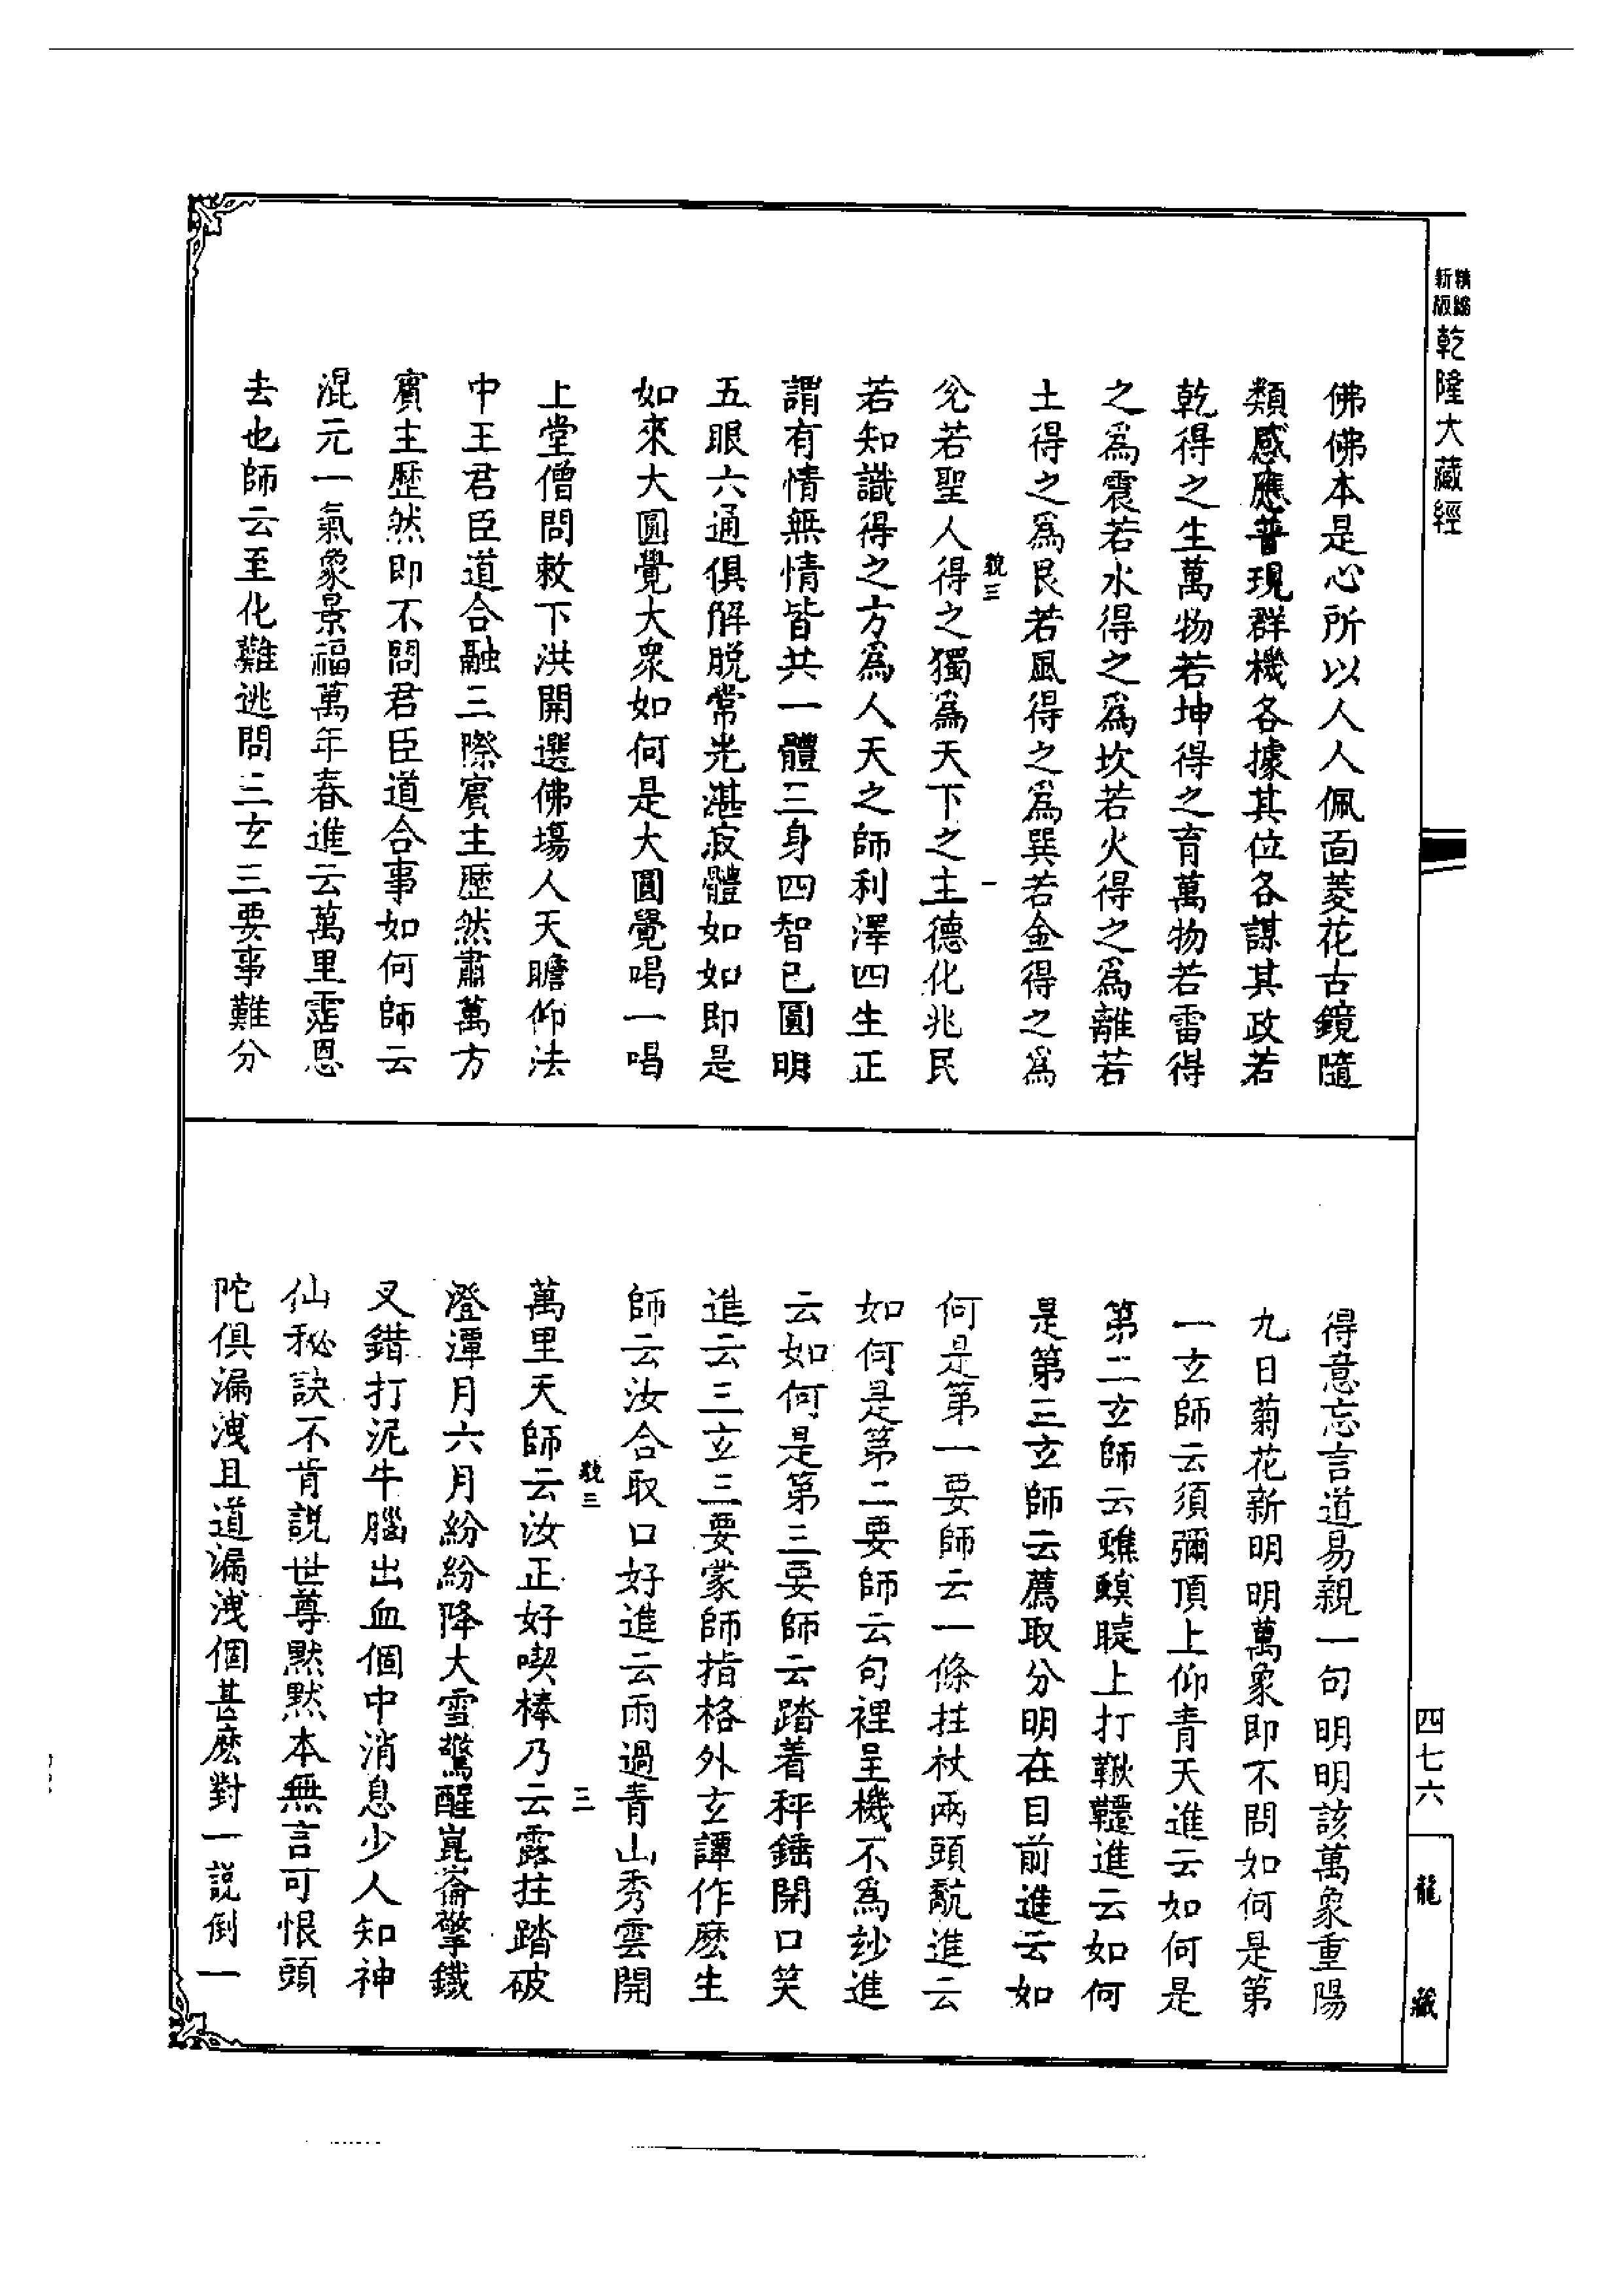 精縮新版乾隆大藏經
佛佛本是心所以人人佩面菱花古鏡隨
類感應普現群機各據其位各謀其政若
乾得之生萬物若坤得之育萬物若雷得
之為震若水得之為坎若火得之為離若
土得之為艮若風得之為巽若金得之為
兊若聖人得之獨為天下之主德化兆民
若知識得之方為人天之師利澤四生正
謂有情無情皆共一體三身四智已圓明
五眼六通俱解脫常光湛寂體如如即是
如來大圓覺大衆如何是大圓覺喝一喝
上堂僧問敕下洪開選佛場人天瞻仰法
中王君臣道合融三際賓主歷然肅萬方
賓主歷然即不問君臣道合事如何師云
混元一氣象景福萬年春進云萬里霑恩
去也師云至化難逃問三玄三要事難分
得意忘言道易親一句明明該萬象重陽
九日菊花新明明萬象即不問如何是第
一玄師云須彌頂上仰青天進云如何是
第二玄師云蟭螟睫上打鞦韆進云如何
是第三玄師云薦取分明在目前進云如
何是第一要師云一條拄杖兩頭翹進云
如何是第二要師云句裡呈機不為玅進
云如何是第三要師云踏着秤錘開口笑
進云三玄三要蒙師指格外玄譚作麽生
師云汝合取口好進云雨過青山秀雲開
萬里天師云汝正好喫棒乃云露拄踏破
澄潭月六月紛紛降大雪驚醒崑崙擎鐵
叉錯打泥牛腦出血個中消息少人知神
仙秘訣不肯說世尊默默本無言可恨頭
陀俱漏洩且道漏洩個甚麽對一說倒一
四七六
龍藏